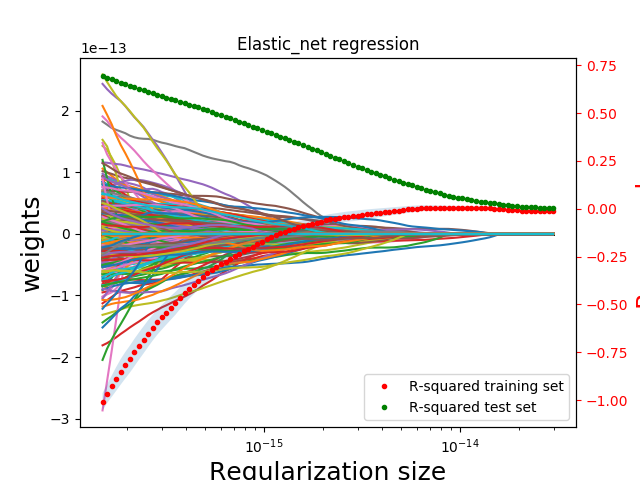 Elastic_net regression
1e−13
2
1
0
−1
−2
−3
weights
0.75
0.50
0.25
0.00
−0.25
−0.50
−0.75
−1.00
R-squared training set
R-squared test set
10−15
10−14
Regularization size